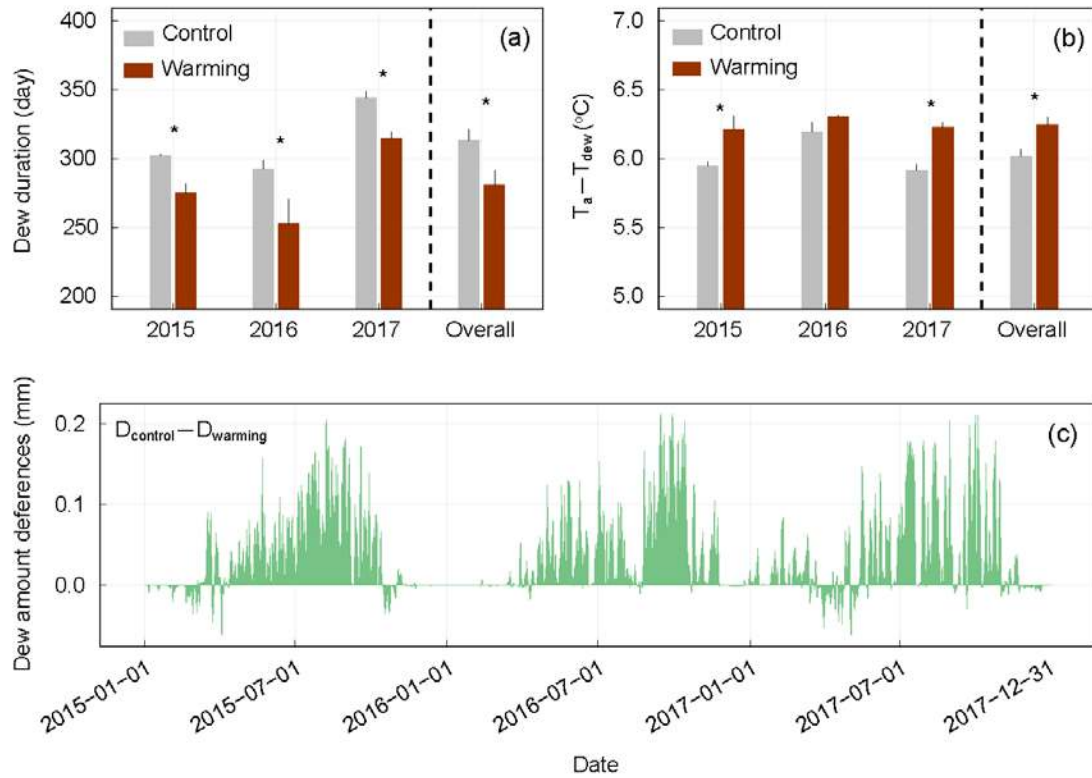 Dew duration (day)
400
350
300
250
200
Control
Warming
(a)
*
*
*
*
2015
2016
2017
Overall
Tₐ−T_dew (°C)
7.0
6.5
6.0
5.5
5.0
Control
Warming
(b)
*
*
*
2015
2016
2017
Overall
Dew amount deferences (mm)
0.2
0.1
0.0
D_control−D_warming
(c)
2015−01−01
2015−07−01
2016−01−01
2016−07−01
2017−01−01
2017−07−01
2017−12−31
Date